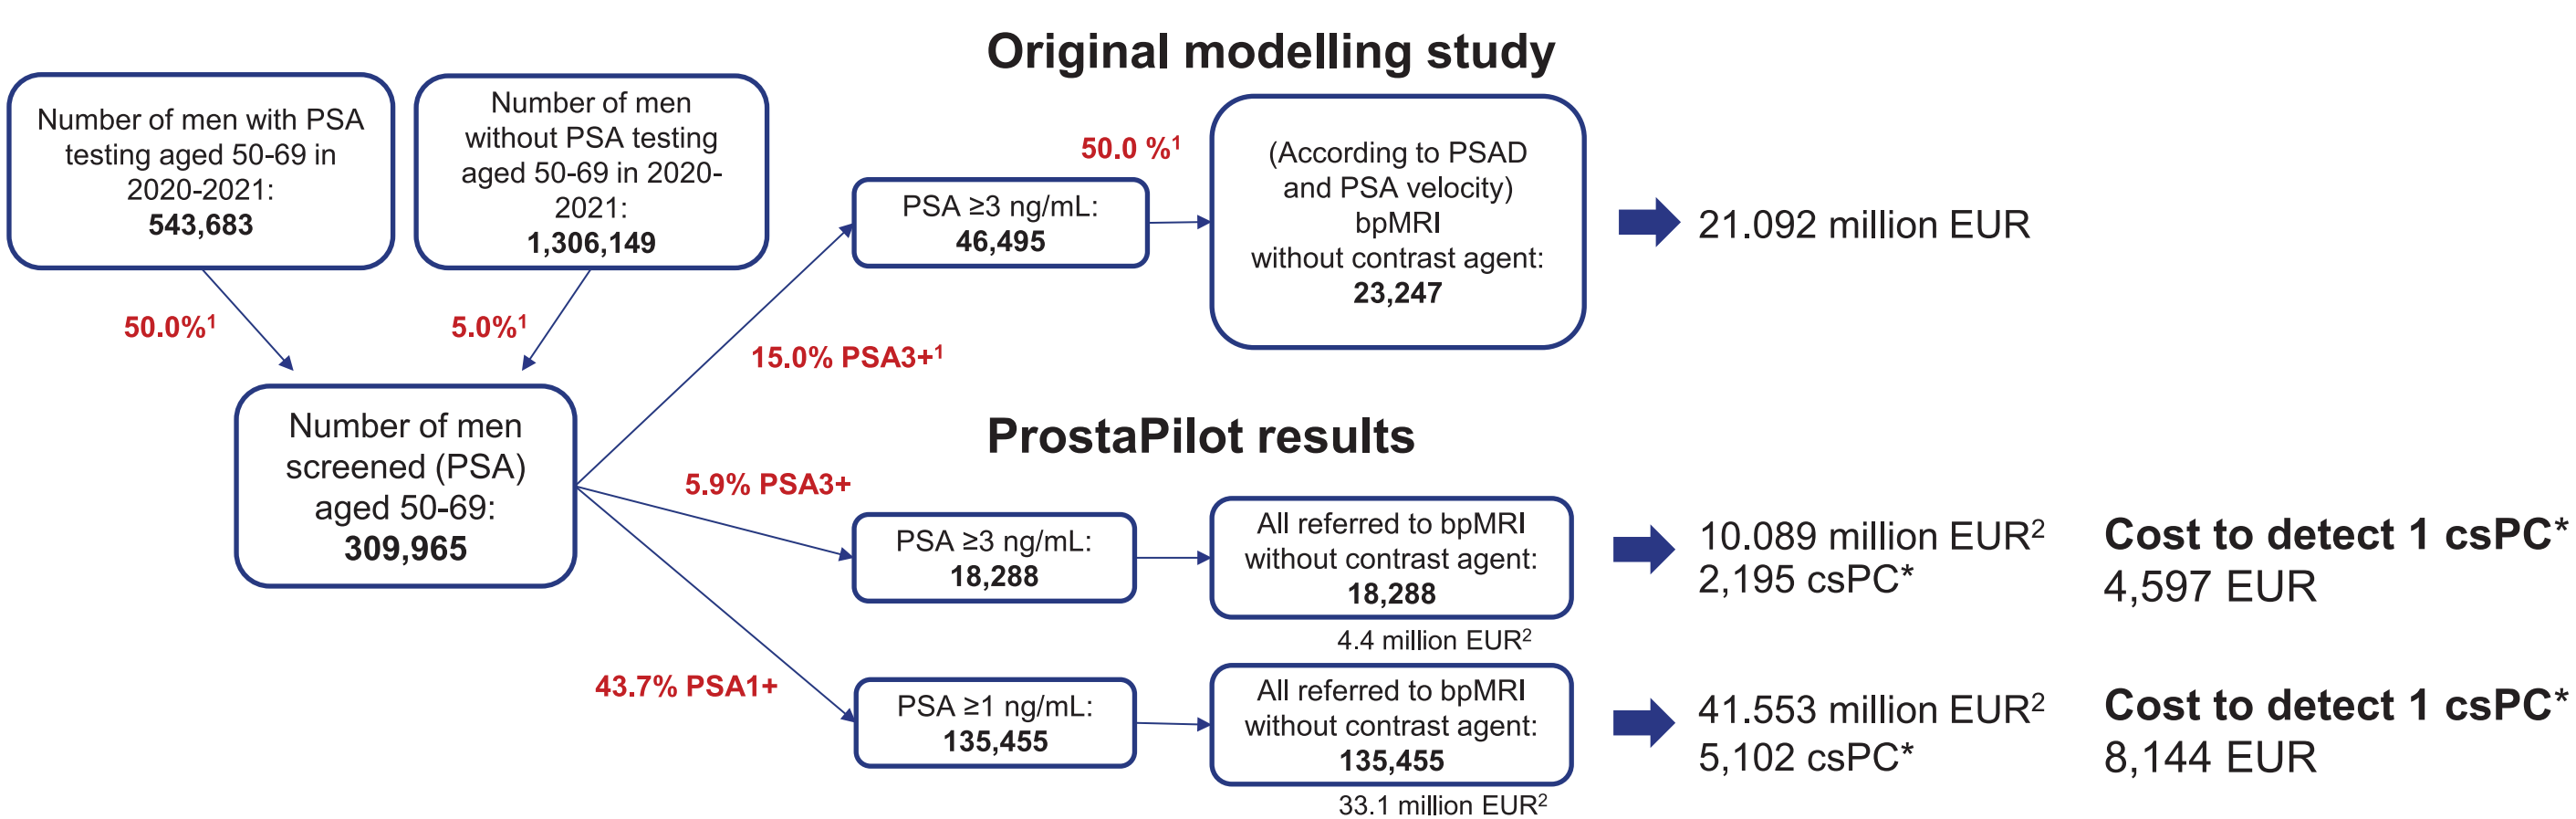 Original modelling study
Number of men with PSA
testing aged 50-69 in
2020-2021:
543,683
Number of men
without PSA testing
aged 50-69 in 2020-
2021:
1,306,149
50.0%¹
5.0%¹
Number of men
screened (PSA)
aged 50-69:
309,965
15.0% PSA3+¹
PSA ≥3 ng/mL:
46,495
50.0 %¹
(According to PSAD
and PSA velocity)
bpMRI
without contrast agent:
23,247
21.092 million EUR
ProstaPilot results
5.9% PSA3+
PSA ≥3 ng/mL:
18,288
All referred to bpMRI
without contrast agent:
18,288
4.4 million EUR²
10.089 million EUR²
2,195 csPC*
Cost to detect 1 csPC*
4,597 EUR
43.7% PSA1+
PSA ≥1 ng/mL:
135,455
All referred to bpMRI
without contrast agent:
135,455
33.1 million EUR²
41.553 million EUR²
5,102 csPC*
Cost to detect 1 csPC*
8,144 EUR